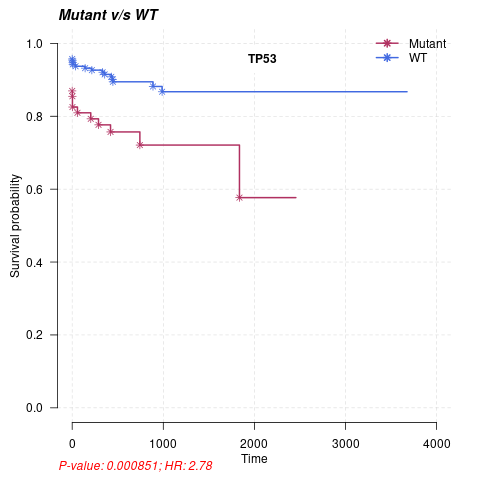 Mutant v/s WT
TP53
Mutant
WT
Survival probability
1.0
0.8
0.6
0.4
0.2
0.0
0
1000
2000
3000
4000
Time
P-value: 0.000851; HR: 2.78